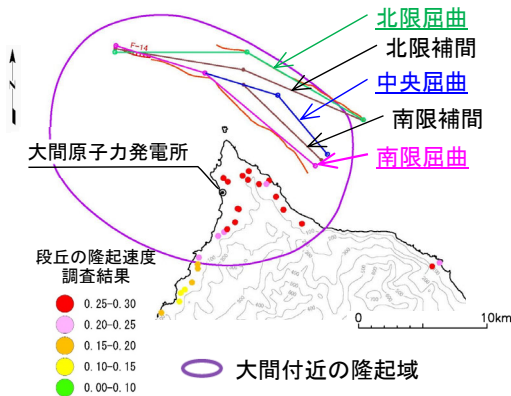 北限屈曲
F-14
北限補間
中央屈曲
南限補間
大間原子力発電所
南限屈曲
段丘の隆起速度
調査結果
0.25-0.30
0.20-0.25
0.15-0.20
0.10-0.15
0.00-0.10
0
10km
大間付近の隆起域